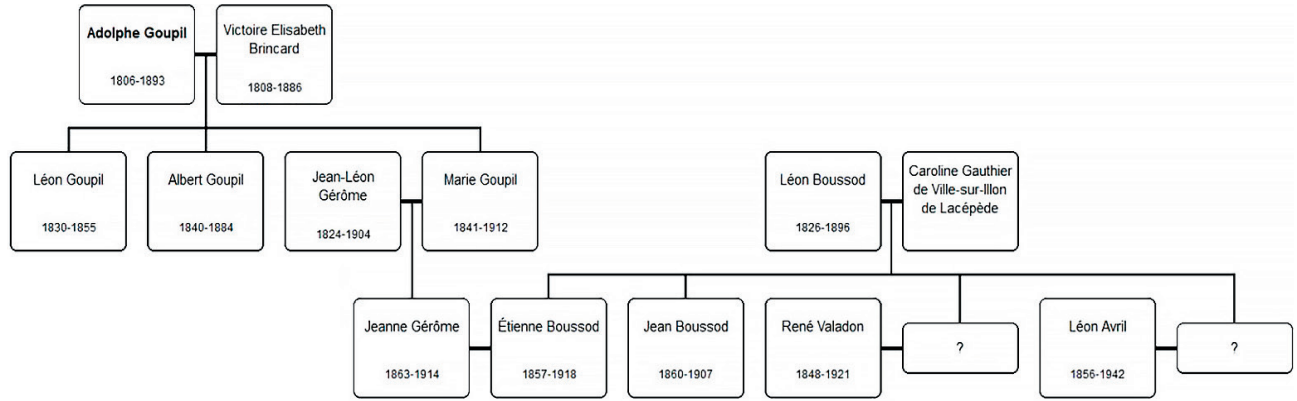 Adolphe Goupil
1806-1893
Victoire Elisabeth
Brincard
1808-1886
Léon Goupil
1830-1855
Albert Goupil
1840-1884
Jean-Léon
Gérôme
1824-1904
Marie Goupil
1841-1912
Léon Boussod
1826-1896
Caroline Gauthier
de Ville-sur-Illon
de Lacépède
Jeanne Gérôme
1863-1914
Étienne Boussod
1857-1918
Jean Boussod
1860-1907
René Valadon
1848-1921
?
Léon Avril
1856-1942
?